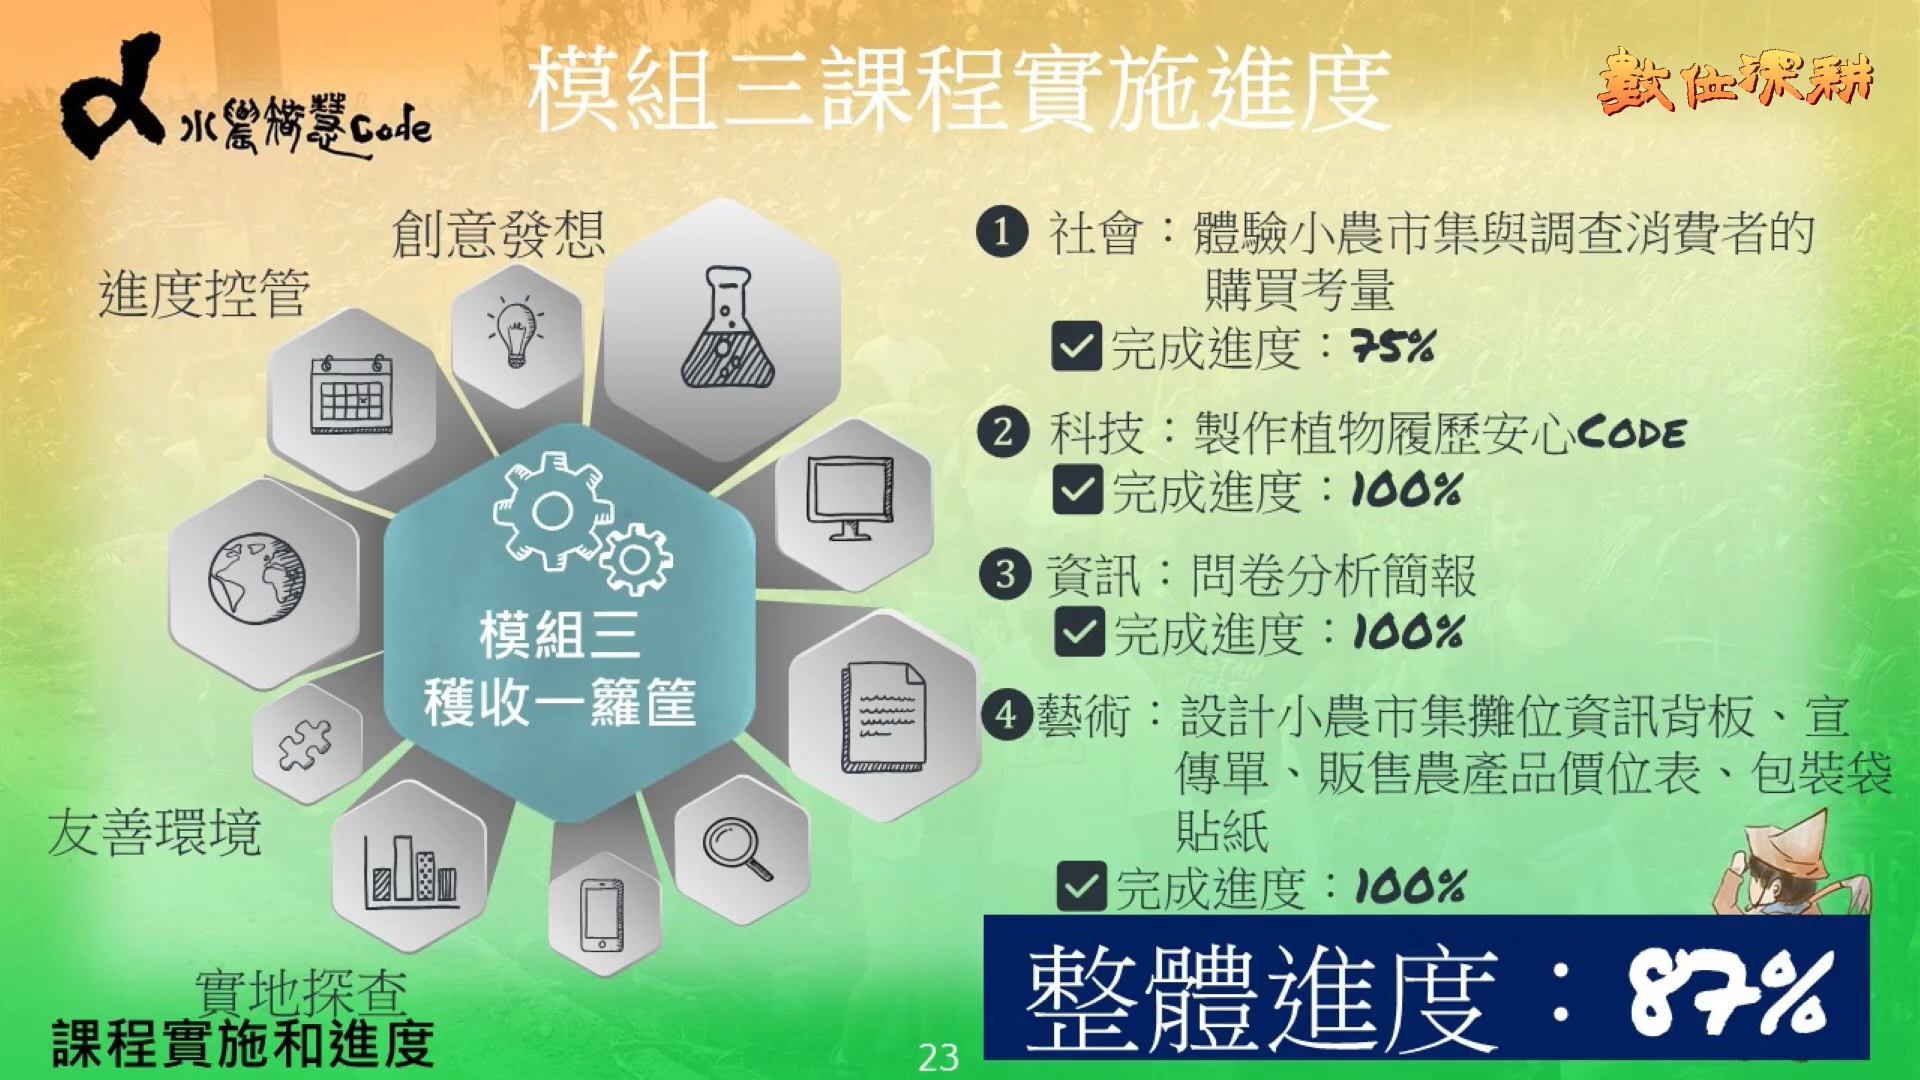 水噹械慧Code
模組三課程實施進度
數位深耕
創意發想
進度控管
模組三
穫收一籮筐
友善環境
實地探查
課程實施和進度
1 社會：體驗小農市集與調查消費者的
購買考量
完成進度：75%
2 科技：製作植物履歷安心CODE
完成進度：100%
3 資訊：問卷分析簡報
完成進度：100%
4 藝術：設計小農市集攤位資訊背板、宣
傳單、販售農產品價位表、包裝袋
貼紙
完成進度：100%
整體進度：87%
23